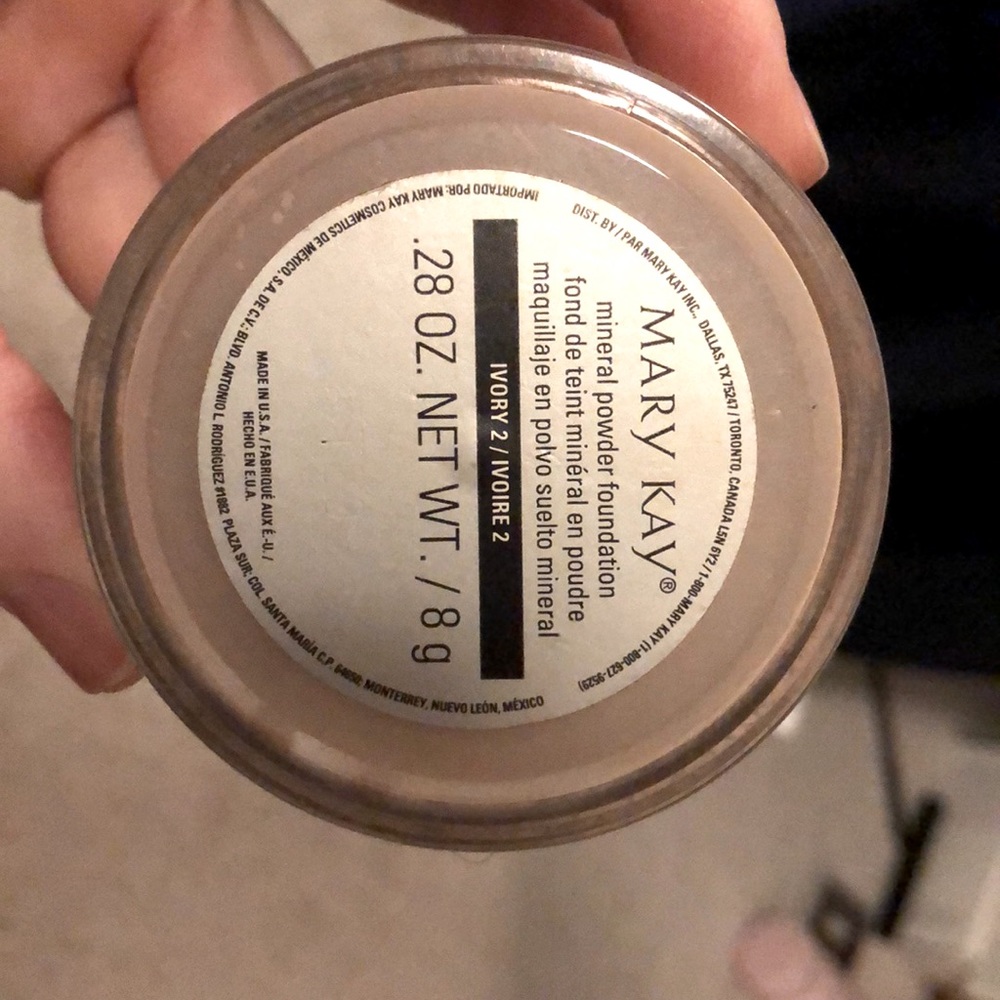 MARY KAY®
mineral powder foundation
fond de teint minéral en poudre
maquillaje en polvo suelto mineral
IVORY 2 / IVOIRE 2
.28 OZ. NET WT. / 8 g
MADE IN U.S.A. / FABRIQUÉ AUX É.-U. /
HECHO EN E.U.A.
DIST. BY / PAR MARY KAY INC., DALLAS, TX 75247 / TORONTO, CANADA L5N 6Y2 / 1-800-MARY KAY (1-800-627-9529)
IMPORTADO POR: MARY KAY COSMETICS DE MÉXICO, S.A. DE C.V.: BLVD. ANTONIO L. RODRÍGUEZ #1882 PLAZA SUR; COL. SANTA MARÍA C.P. 64650; MONTERREY, NUEVO LEÓN, MÉXICO